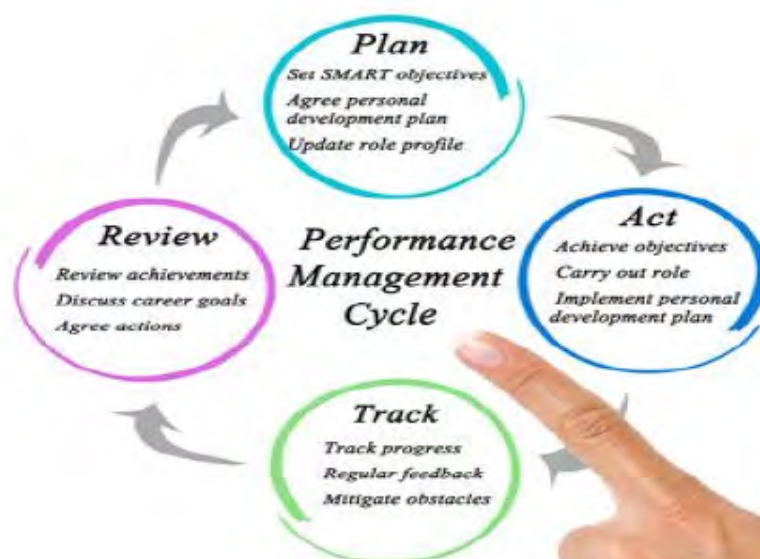 Plan
Set SMART objectives
Agree personal
development plan
Update role profile
Act
Achieve objectives
Carry out role
Implement personal
development plan
Performance
Management
Cycle
Review
Review achievements
Discuss career goals
Agree actions
Track
Track progress
Regular feedback
Mitigate obstacles